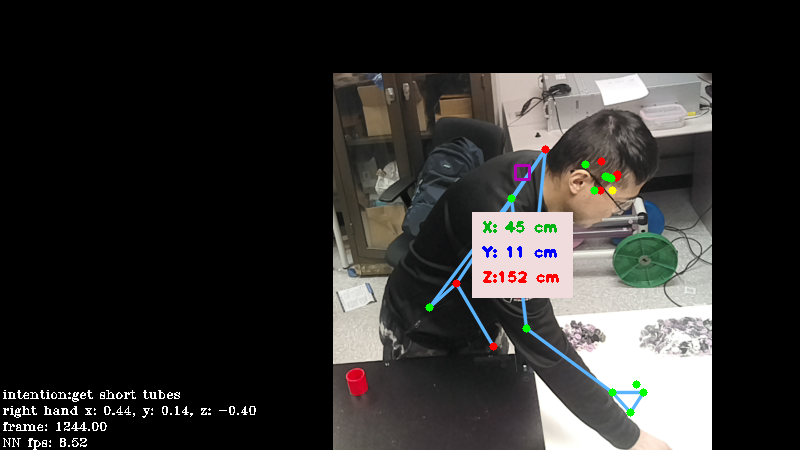 X: 45 cm
Y: 11 cm
Z:152 cm
intention:get short tubes
right hand x: 0.44, y: 0.14, z: -0.40
frame: 1244.00
NN fps: 8.52